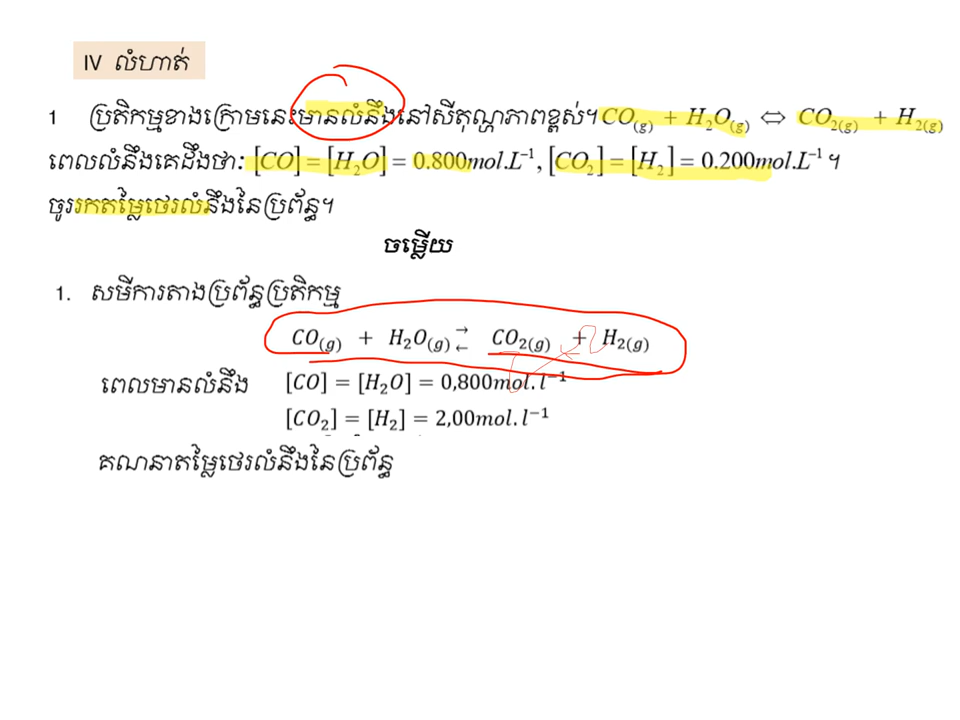 IV លំហាត់
1 ប្រតិកម្មខាងក្រោមនេះមានលំនឹងនៅសីតុណ្ហភាពខ្ពស់។ CO(g) + H₂O(g) ⇔ CO₂(g) + H₂(g)
ពេលលំនឹងគេដឹងថា: [CO] = [H₂O] = 0.800mol.L⁻¹, [CO₂] = [H₂] = 0.200mol.L⁻¹ ។
ចូររកតម្លៃថេរលំនឹងនៃប្រព័ន្ធ។
ចម្លើយ
1. សមីការតាងប្រព័ន្ធប្រតិកម្ម
CO(g) + H₂O(g) ⇄ CO₂(g) + H₂(g)
ពេលមានលំនឹង [CO] = [H₂O] = 0,800mol.l⁻¹
[CO₂] = [H₂] = 2,00mol.l⁻¹
គណនាតម្លៃថេរលំនឹងនៃប្រព័ន្ធ